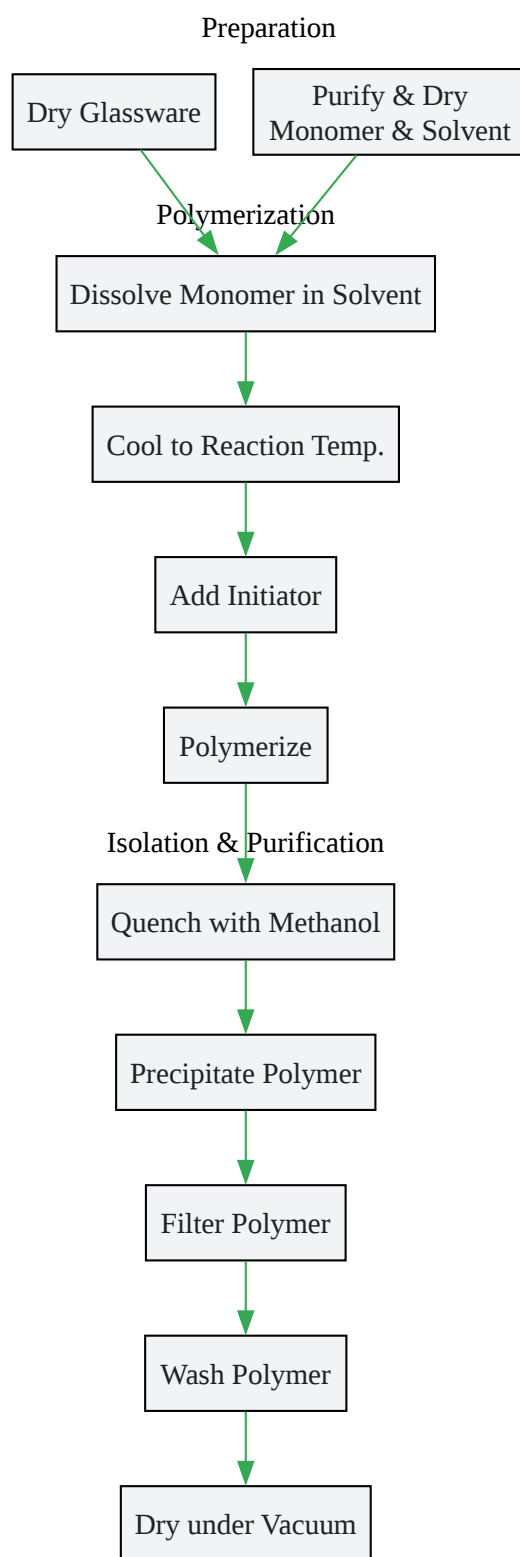 Preparation
Dry Glassware
Purify & Dry
Monomer & Solvent
Polymerization
Dissolve Monomer in Solvent
Cool to Reaction Temp.
Add Initiator
Polymerize
Isolation & Purification
Quench with Methanol
Precipitate Polymer
Filter Polymer
Wash Polymer
Dry under Vacuum